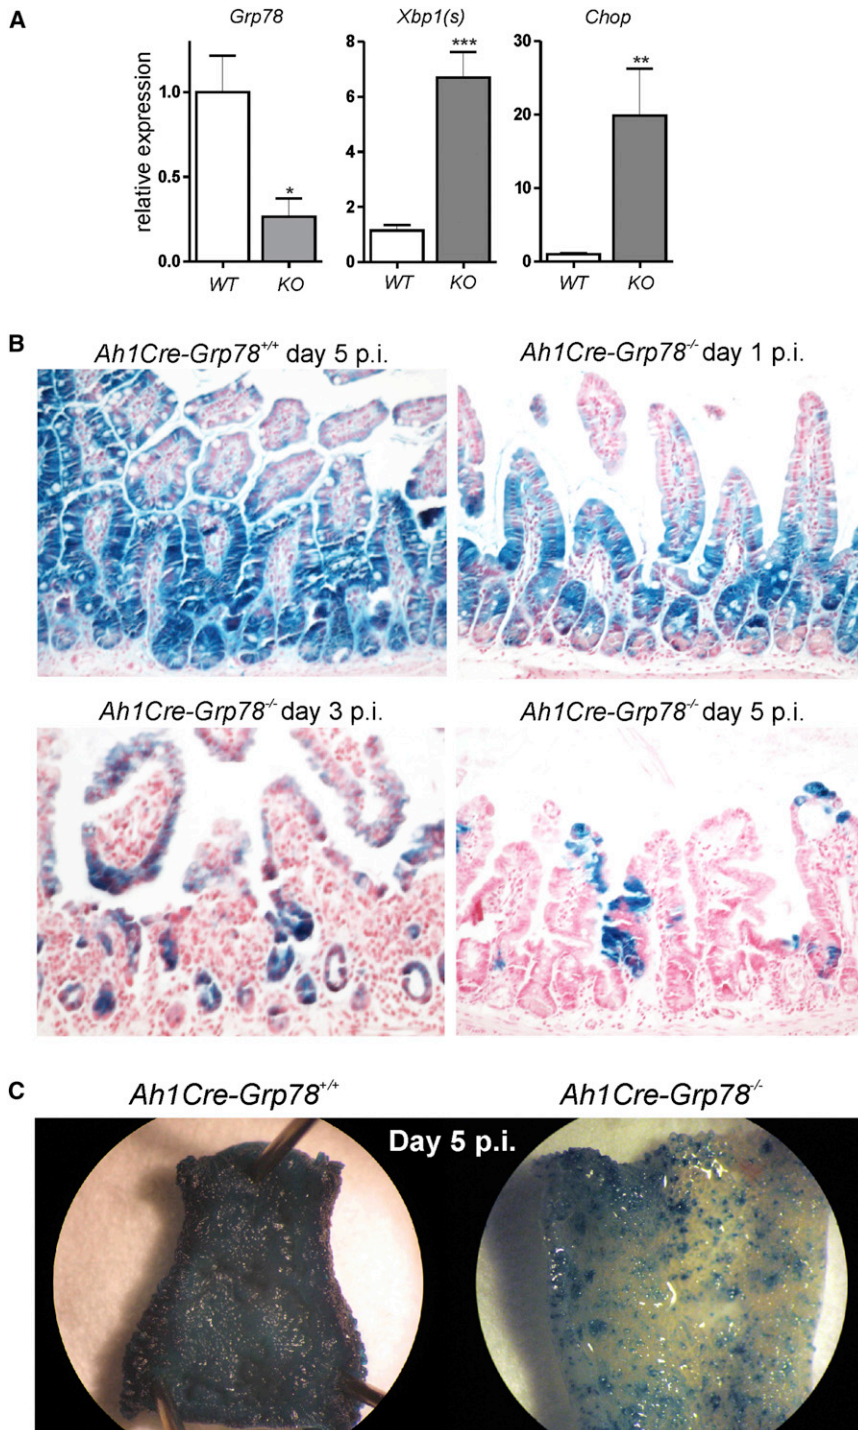 A
Grp78
Xbp1(s)
Chop
relative expression
1.0
0.5
0.0
*
WT
KO
8
6
4
2
0
***
WT
KO
30
20
10
0
**
WT
KO
B
Ah1Cre-Grp78+/+ day 5 p.i.
Ah1Cre-Grp78-/- day 1 p.i.
Ah1Cre-Grp78-/- day 3 p.i.
Ah1Cre-Grp78-/- day 5 p.i.
C
Ah1Cre-Grp78+/+
Ah1Cre-Grp78-/-
Day 5 p.i.